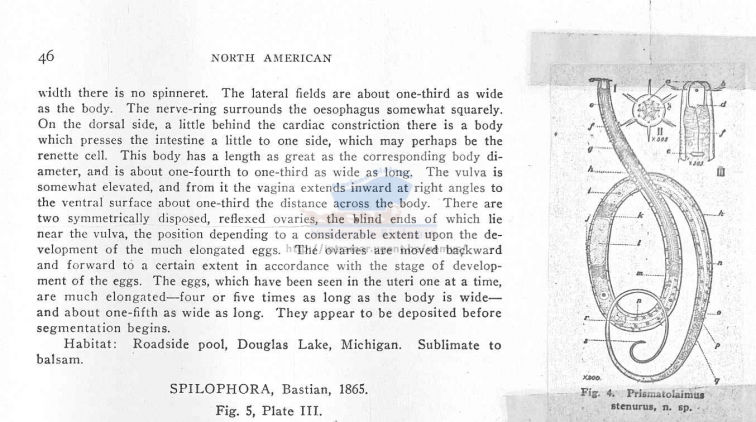 46
NORTH AMERICAN
width there is no spinneret. The lateral fields are about one-third as wide
as the body. The nerve-ring surrounds the oesophagus somewhat squarely.
On the dorsal side, a little behind the cardiac constriction there is a body
which presses the intestine a little to one side, which may perhaps be the
renette cell. This body has a length as great as the corresponding body di-
ameter, and is about one-fourth to one-third as wide as long. The vulva is
somewhat elevated, and from it the vagina extends inward at right angles to
the ventral surface about one-third the distance across the body. There are
two symmetrically disposed, reflexed ovaries, the blind ends of which lie
near the vulva, the position depending to a considerable extent upon the de-
velopment of the much elongated eggs. The ovaries are moved backward
and forward to a certain extent in accordance with the stage of develop-
ment of the eggs. The eggs, which have been seen in the uteri one at a time,
are much elongated—four or five times as long as the body is wide—
and about one-fifth as wide as long. They appear to be deposited before
segmentation begins.
Habitat: Roadside pool, Douglas Lake, Michigan. Sublimate to
balsam.
SPILOPHORA, Bastian, 1865.
Fig. 5, Plate III.
I
II
III
X200.
Fig. 4. Prismatolaimus
stenurus, n. sp.